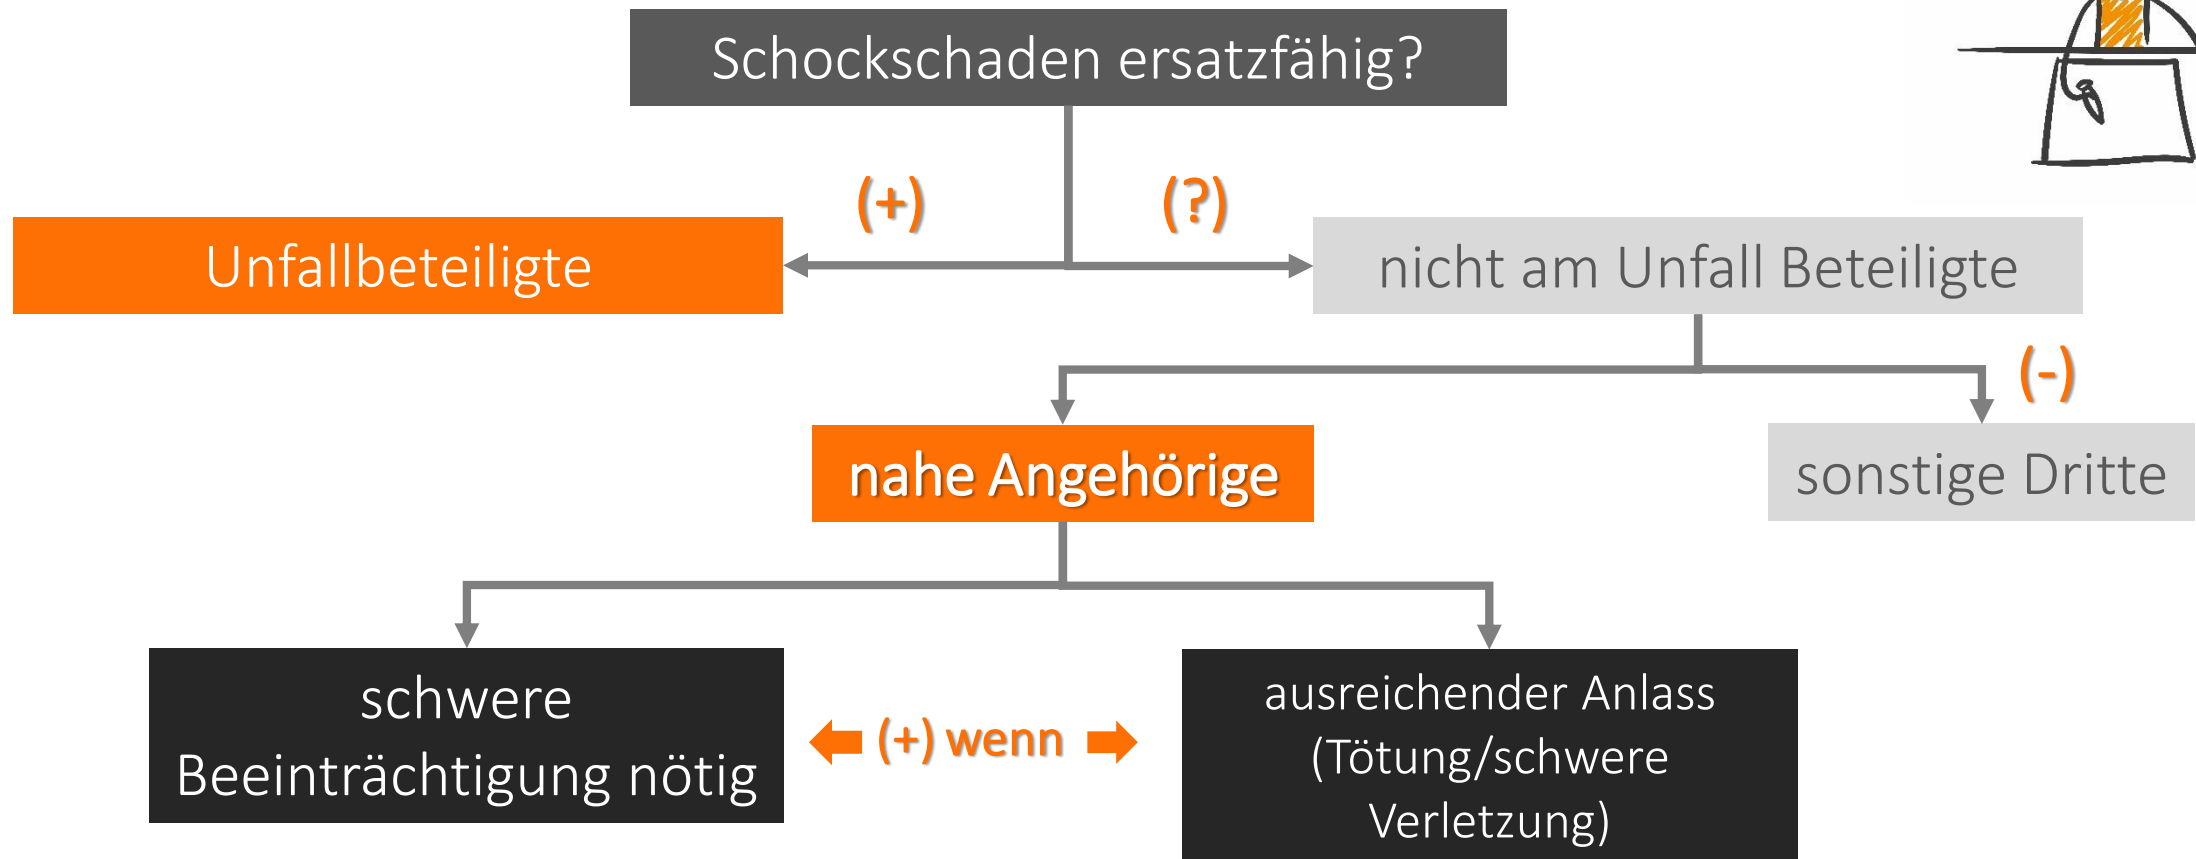 Schockschaden ersatzfähig?
(+)
(?)
Unfallbeteiligte
nicht am Unfall Beteiligte
(-)
nahe Angehörige
sonstige Dritte
schwere
Beeinträchtigung nötig
(+) wenn
ausreichender Anlass
(Tötung/schwere
Verletzung)